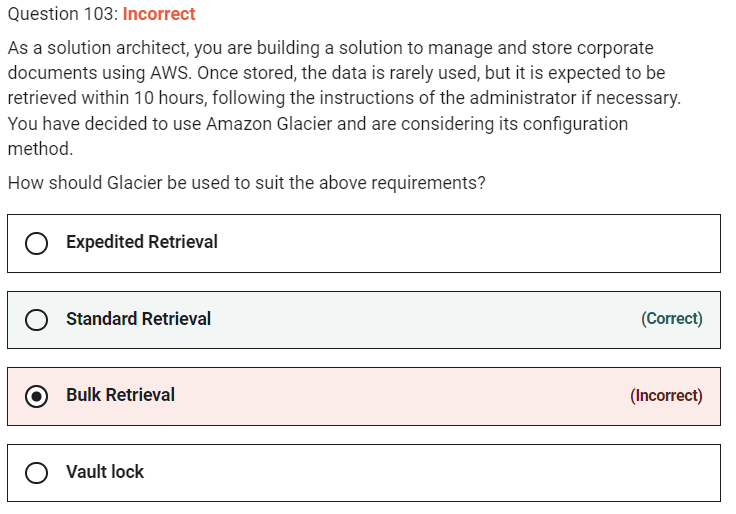 Question 103: Incorrect
As a solution architect, you are building a solution to manage and store corporate
documents using AWS. Once stored, the data is rarely used, but it is expected to be
retrieved within 10 hours, following the instructions of the administrator if necessary.
You have decided to use Amazon Glacier and are considering its configuration
method.
How should Glacier be used to suit the above requirements?
Expedited Retrieval
Standard Retrieval (Correct)
Bulk Retrieval (Incorrect)
Vault lock